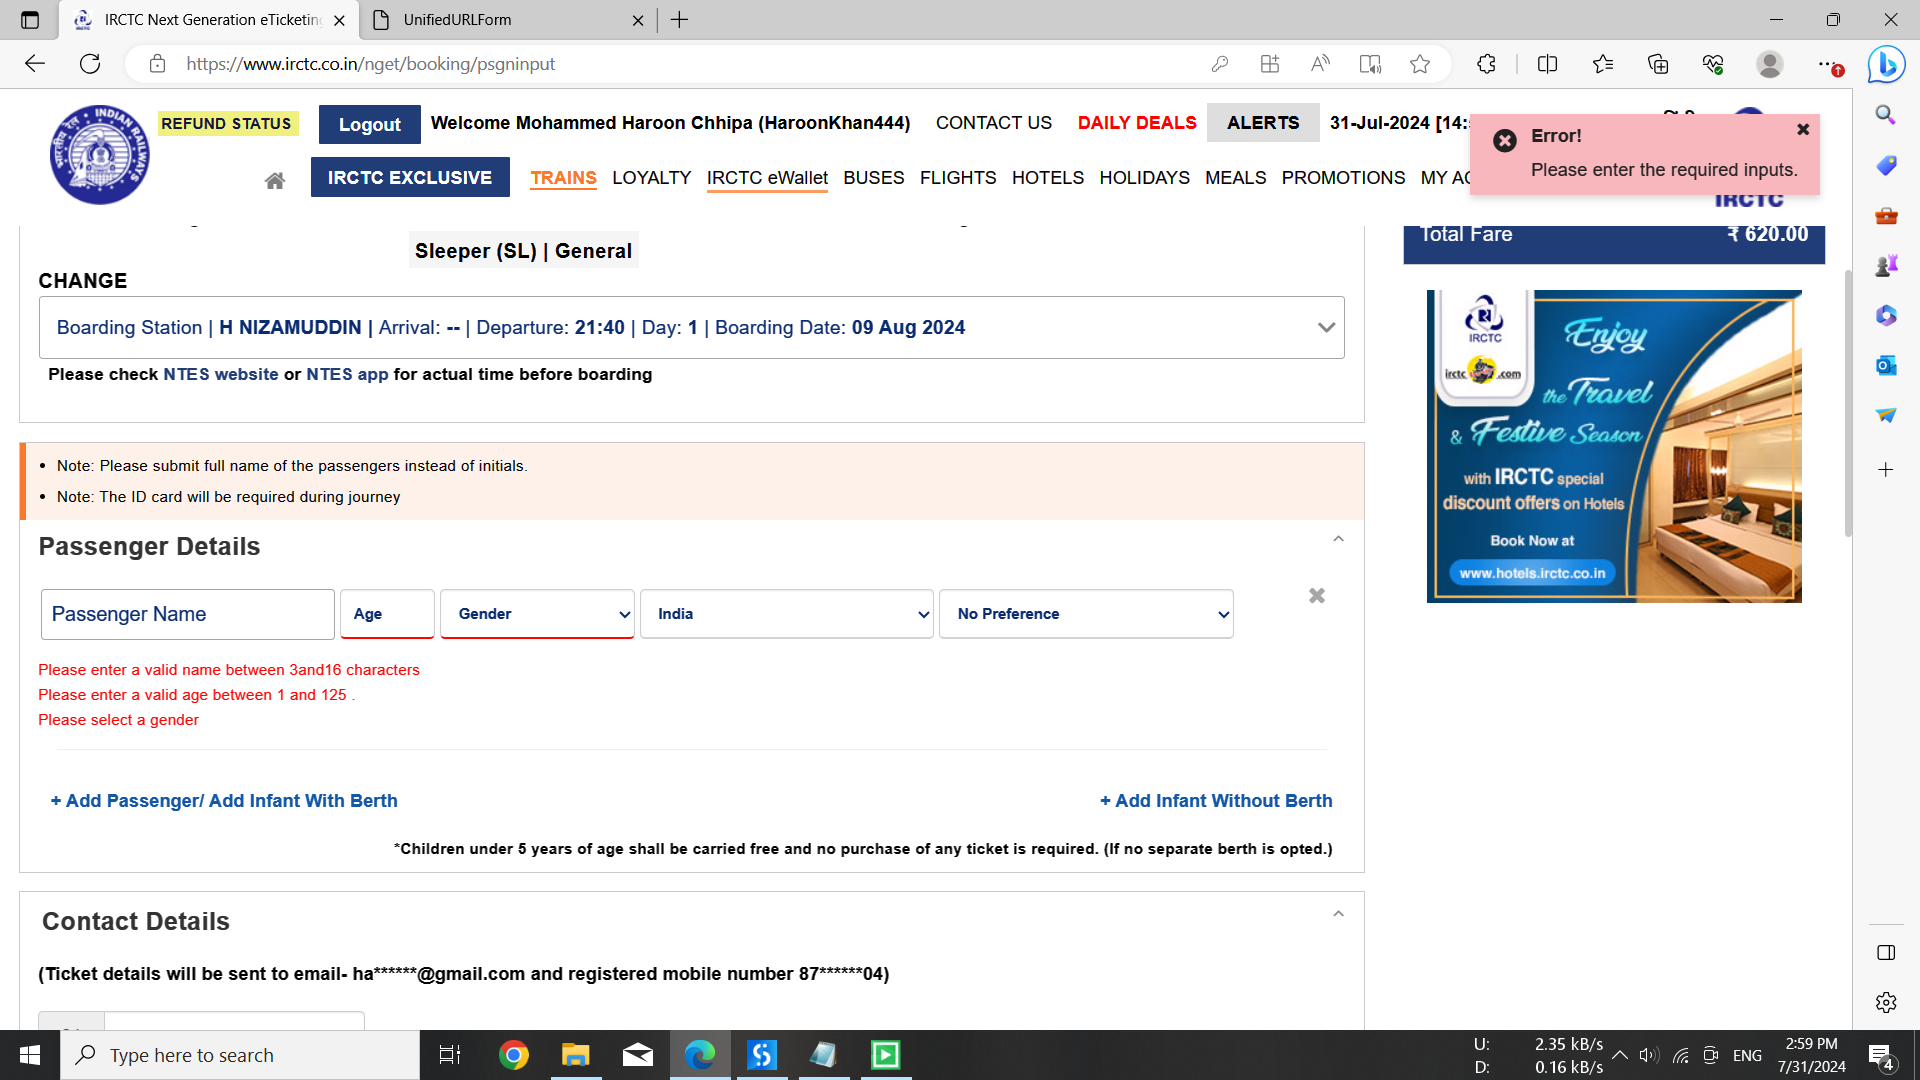 IRCTC Next Generation eTicketing
UnifiedURLForm
https://www.irctc.co.in/nget/booking/psgninput
INDIAN RAILWAYS
भारतीय रेल
REFUND STATUS
Logout
Welcome Mohammed Haroon Chhipa (HaroonKhan444)
CONTACT US
DAILY DEALS
ALERTS
31-Jul-2024 [14:
Error!
Please enter the required inputs.
IRCTC EXCLUSIVE
TRAINS
LOYALTY
IRCTC eWallet
BUSES
FLIGHTS
HOTELS
HOLIDAYS
MEALS
PROMOTIONS
MY AC
IRCTC
Sleeper (SL) | General
Total Fare
₹ 620.00
CHANGE
Boarding Station | H NIZAMUDDIN | Arrival: -- | Departure: 21:40 | Day: 1 | Boarding Date: 09 Aug 2024
Please check NTES website or NTES app for actual time before boarding
IRCTC
irctc .com
Enjoy
the Travel
& Festive Season
with IRCTC special
discount offers on Hotels
Book Now at
www.hotels.irctc.co.in
Note: Please submit full name of the passengers instead of initials.
Note: The ID card will be required during journey
Passenger Details
Passenger Name
Age
Gender
India
No Preference
Please enter a valid name between 3and16 characters
Please enter a valid age between 1 and 125 .
Please select a gender
+ Add Passenger/ Add Infant With Berth
+ Add Infant Without Berth
*Children under 5 years of age shall be carried free and no purchase of any ticket is required. (If no separate berth is opted.)
Contact Details
(Ticket details will be sent to email- ha******@gmail.com and registered mobile number 87******04)
Type here to search
U: 2.35 kB/s
D: 0.16 kB/s
ENG
2:59 PM
7/31/2024
4